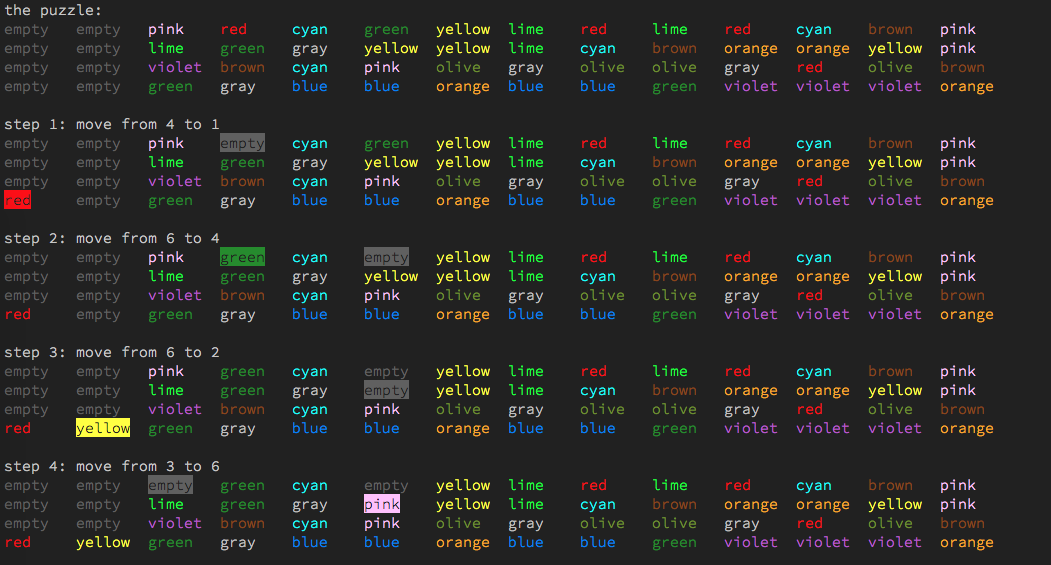 the puzzle:
empty empty pink red cyan green yellow lime red lime red cyan brown pink
empty empty lime green gray yellow yellow lime cyan brown orange orange yellow pink
empty empty violet brown cyan pink olive gray olive olive gray red olive brown
empty empty green gray blue blue orange blue blue green violet violet violet orange
step 1: move from 4 to 1
empty empty pink empty cyan green yellow lime red lime red cyan brown pink
empty empty lime green gray yellow yellow lime cyan brown orange orange yellow pink
empty empty violet brown cyan pink olive gray olive olive gray red olive brown
red empty green gray blue blue orange blue blue green violet violet violet orange
step 2: move from 6 to 4
empty empty pink green cyan empty yellow lime red lime red cyan brown pink
empty empty lime green gray yellow yellow lime cyan brown orange orange yellow pink
empty empty violet brown cyan pink olive gray olive olive gray red olive brown
red empty green gray blue blue orange blue blue green violet violet violet orange
step 3: move from 6 to 2
empty empty pink green cyan empty yellow lime red lime red cyan brown pink
empty empty lime green gray empty yellow lime cyan brown orange orange yellow pink
empty empty violet brown cyan pink olive gray olive olive gray red olive brown
red yellow green gray blue blue orange blue blue green violet violet violet orange
step 4: move from 3 to 6
empty empty empty green cyan empty yellow lime red lime red cyan brown pink
empty empty lime green gray pink yellow lime cyan brown orange orange yellow pink
empty empty violet brown cyan pink olive gray olive olive gray red olive brown
red yellow green gray blue blue orange blue blue green violet violet violet orange